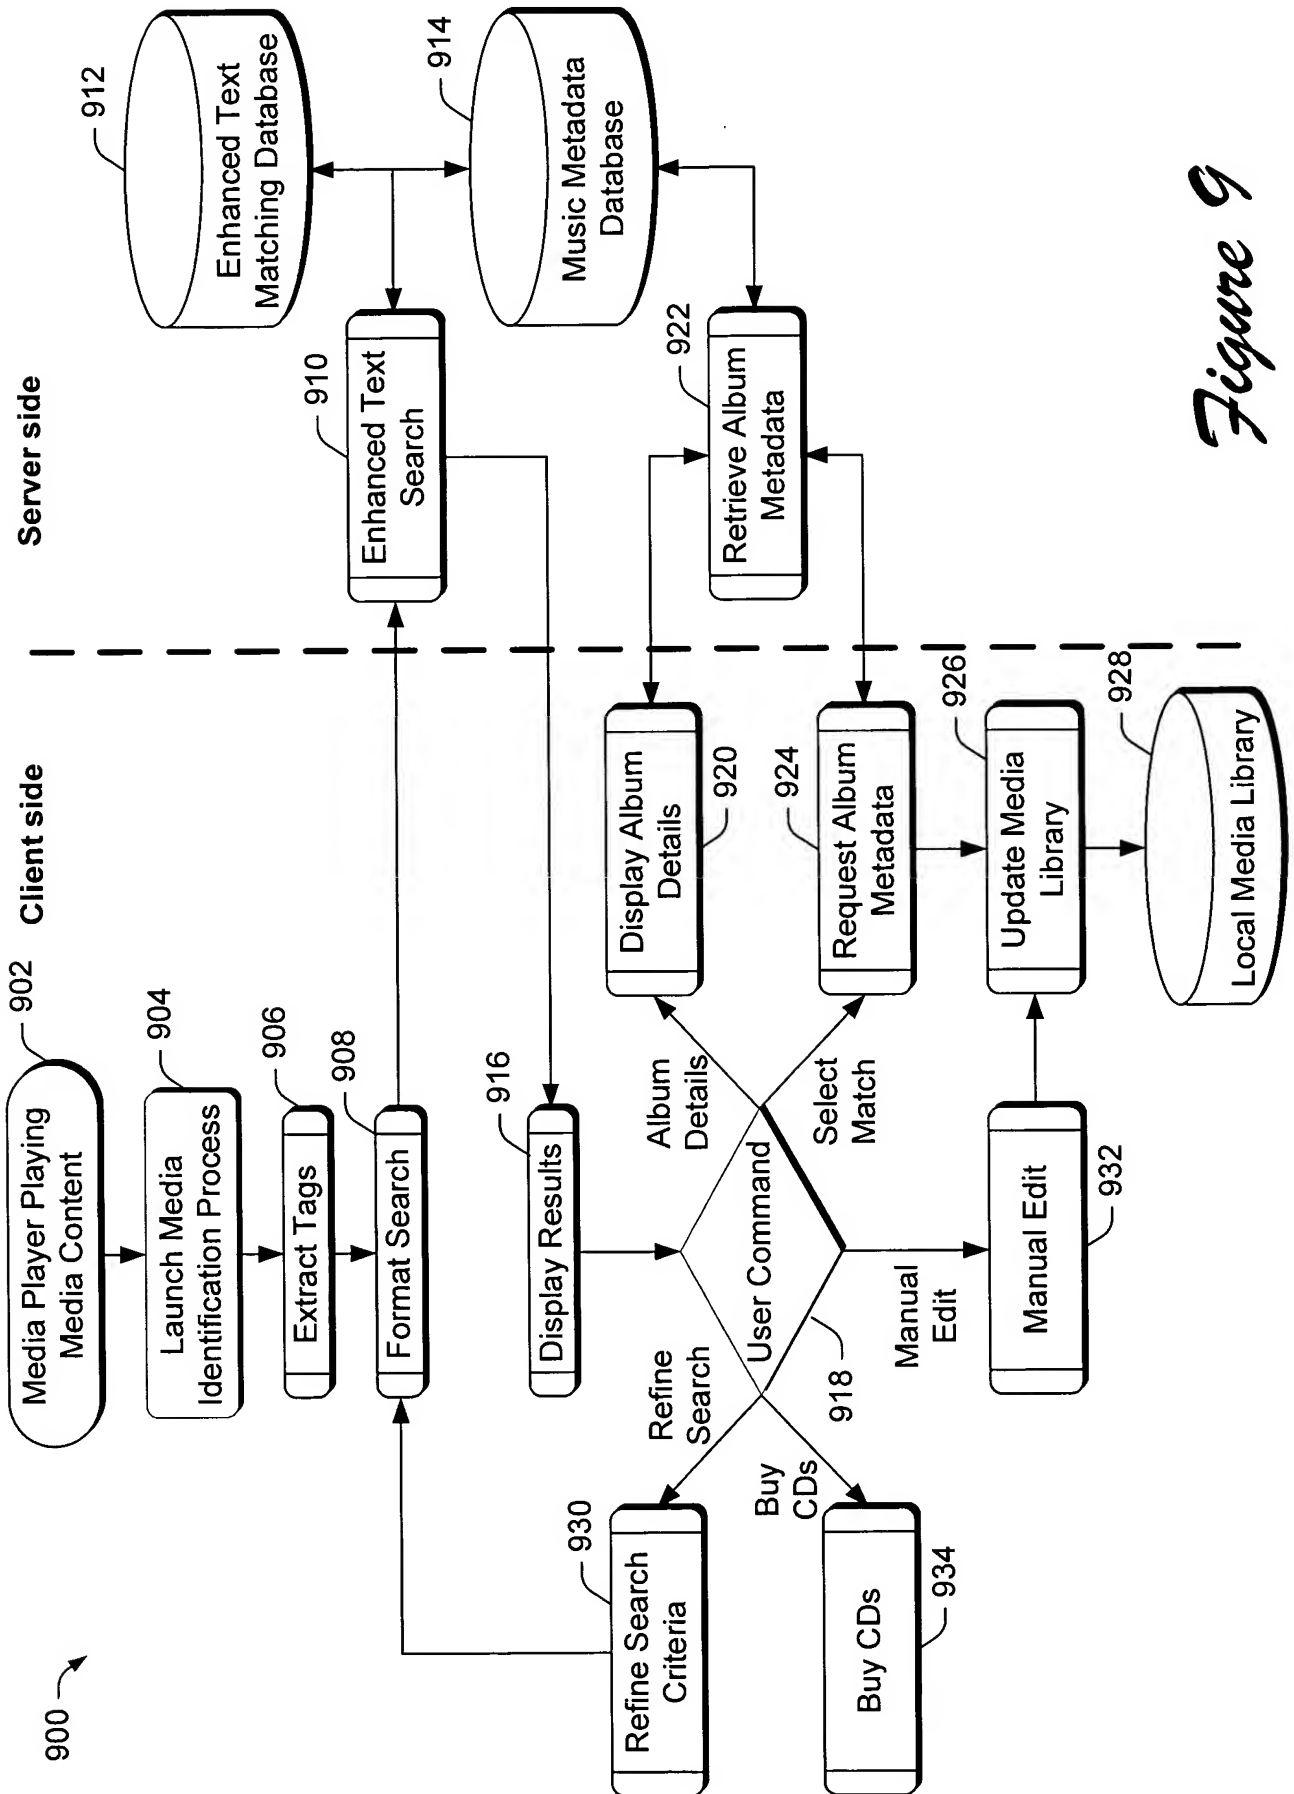 900
Client side
Server side
Media Player Playing
Media Content
902
Launch Media
Identification Process
904
Extract Tags
906
Format Search
908
Enhanced Text
Search
910
Enhanced Text
Matching Database
912
Music Metadata
Database
914
Display Results
916
User Command
918
Refine
Search
Buy
CDs
Manual
Edit
Album
Details
Select
Match
Refine Search
Criteria
930
Buy CDs
934
Manual Edit
932
Display Album
Details
920
Request Album
Metadata
924
Retrieve Album
Metadata
922
Update Media
Library
926
Local Media Library
928
Figure 9